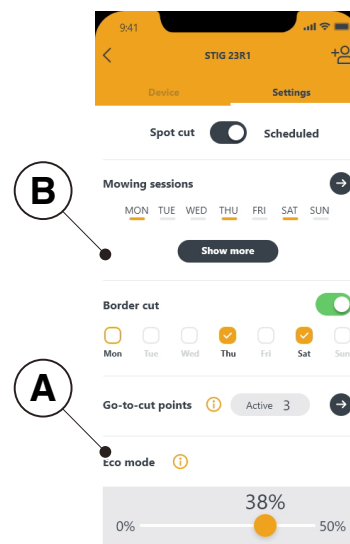 9:41
STIG 23R1
Device Settings
Spot cut Scheduled
B
Mowing sessions
MON TUE WED THU FRI SAT SUN
Show more
Border cut
Mon Tue Wed Thu Fri Sat Sun
A
Go-to-cut points Active 3
Eco mode
38%
0% 50%